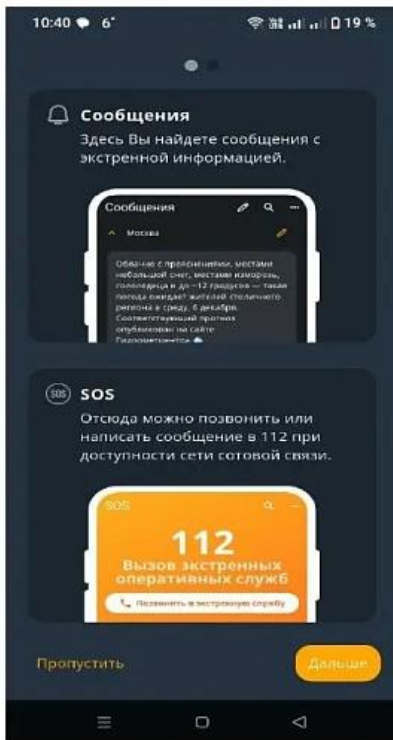 10:40 6° 19 %
Сообщения
Здесь Вы найдете сообщения с
экстренной информацией.
Сообщения
Москва
Облачно с прояснениями, местами
небольшой снег, местами изморозь,
гололедица и до -12 градусов — такая
погода ожидает жителей столичного
региона в среду, 6 декабря.
Соответствующий прогноз
опубликован на сайте
Гидрометцентра
SOS SOS
Отсюда можно позвонить или
написать сообщение в 112 при
доступности сети сотовой связи.
SOS
112
Вызов экстренных
оперативных служб
Позвонить в экстренную службу
Пропустить Дальше